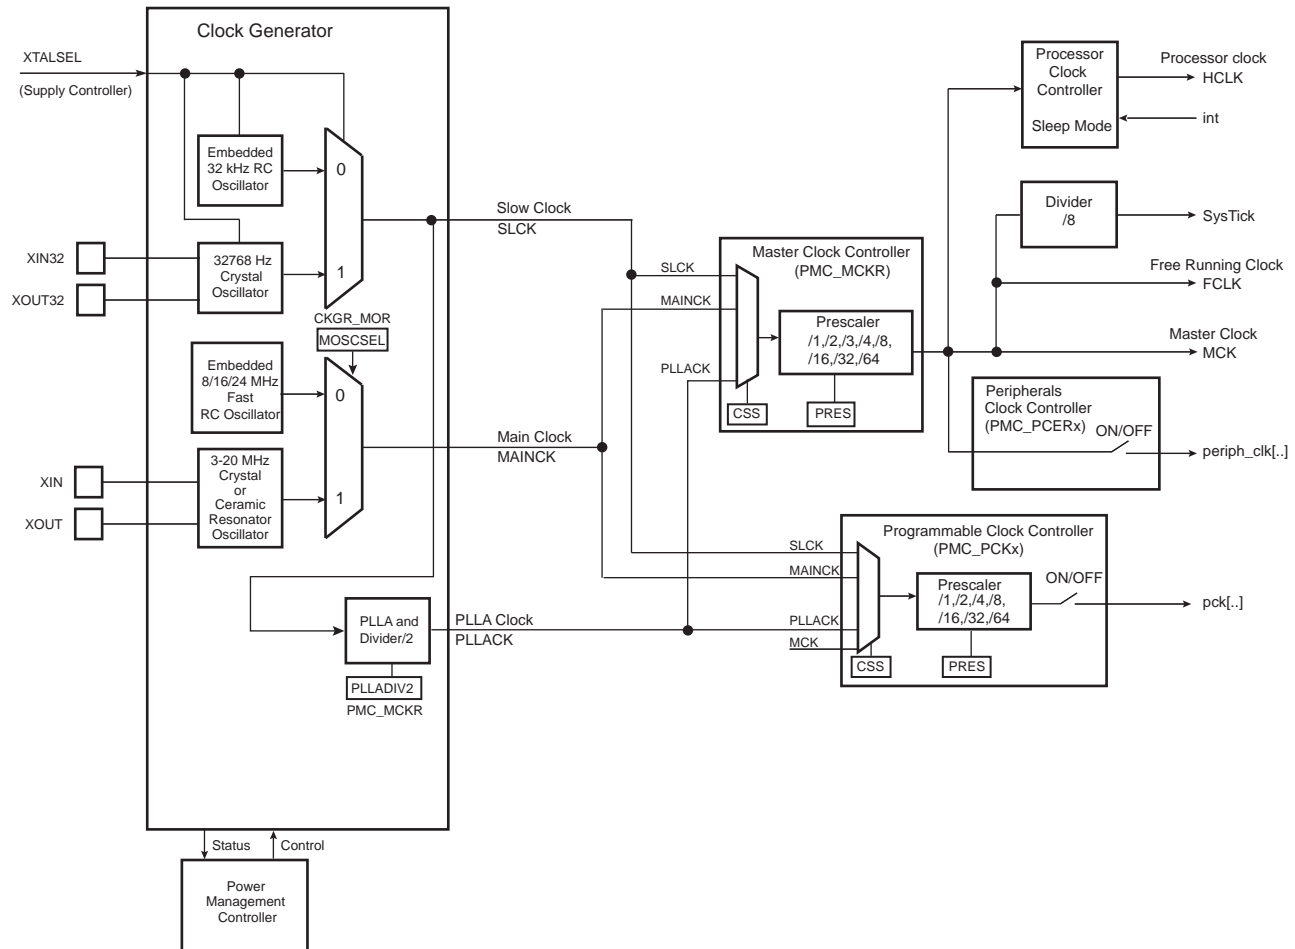 Clock Generator
XTALSEL
(Supply Controller)
Embedded
32 kHz RC
Oscillator
0
XIN32
XOUT32
32768 Hz
Crystal
Oscillator
1
CKGR_MOR
MOSCSEL
Embedded
8/16/24 MHz
Fast
RC Oscillator
0
XIN
XOUT
3-20 MHz
Crystal
or
Ceramic
Resonator
Oscillator
1
PLLA and
Divider/2
PLLADIV2
PMC_MCKR
Status
Control
Power
Management
Controller
Slow Clock
SLCK
Main Clock
MAINCK
PLLA Clock
PLLACK
Master Clock Controller
(PMC_MCKR)
SLCK
MAINCK
PLLACK
Prescaler
/1,/2,/3,/4,/8,
/16,/32,/64
CSS
PRES
Processor
Clock
Controller
Sleep Mode
Processor clock
HCLK
int
Divider
/8
SysTick
Free Running Clock
FCLK
Master Clock
MCK
Peripherals
Clock Controller
(PMC_PCERx)
ON/OFF
periph_clk[..]
Programmable Clock Controller
(PMC_PCKx)
SLCK
MAINCK
PLLACK
MCK
Prescaler
/1,/2,/4,/8,
/16,/32,/64
ON/OFF
CSS
PRES
pck[..]